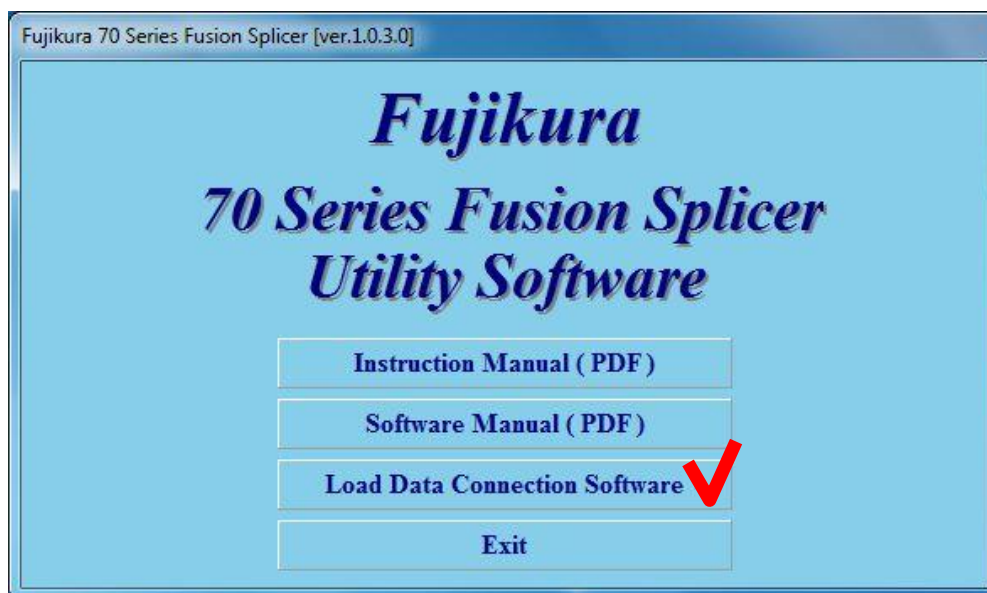 Fujikura 70 Series Fusion Splicer [ver.1.0.3.0]
Fujikura
70 Series Fusion Splicer
Utility Software
Instruction Manual ( PDF )
Software Manual ( PDF )
Load Data Connection Software
Exit